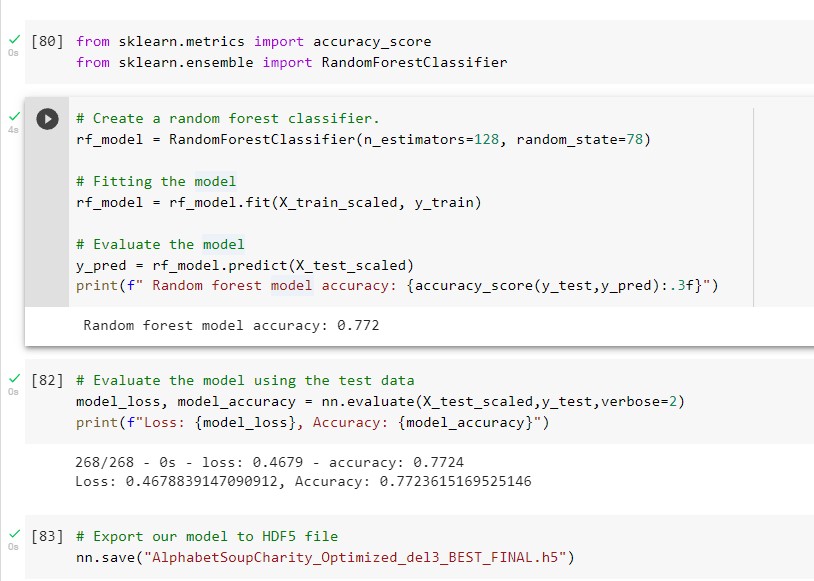 [80] from sklearn.metrics import accuracy_score
0s
from sklearn.ensemble import RandomForestClassifier
# Create a random forest classifier.
4s
rf_model = RandomForestClassifier(n_estimators=128, random_state=78)
# Fitting the model
rf_model = rf_model.fit(X_train_scaled, y_train)
# Evaluate the model
y_pred = rf_model.predict(X_test_scaled)
print(f" Random forest model accuracy: {accuracy_score(y_test,y_pred):.3f}")
Random forest model accuracy: 0.772
[82] # Evaluate the model using the test data
0s
model_loss, model_accuracy = nn.evaluate(X_test_scaled,y_test,verbose=2)
print(f"Loss: {model_loss}, Accuracy: {model_accuracy}")
268/268 - 0s - loss: 0.4679 - accuracy: 0.7724
Loss: 0.4678839147090912, Accuracy: 0.7723615169525146
[83] # Export our model to HDF5 file
0s
nn.save("AlphabetSoupCharity_Optimized_del3_BEST_FINAL.h5")